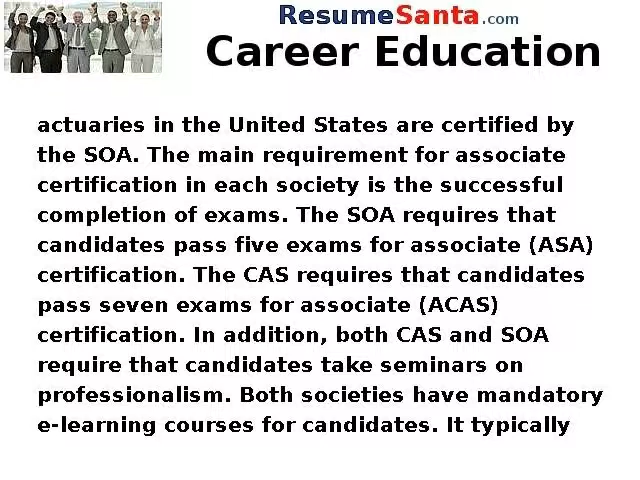 ResumeSanta.com
Career Education
actuaries in the United States are certified by
the SOA. The main requirement for associate
certification in each society is the successful
completion of exams. The SOA requires that
candidates pass five exams for associate (ASA)
certification. The CAS requires that candidates
pass seven exams for associate (ACAS)
certification. In addition, both CAS and SOA
require that candidates take seminars on
professionalism. Both societies have mandatory
e-learning courses for candidates. It typically